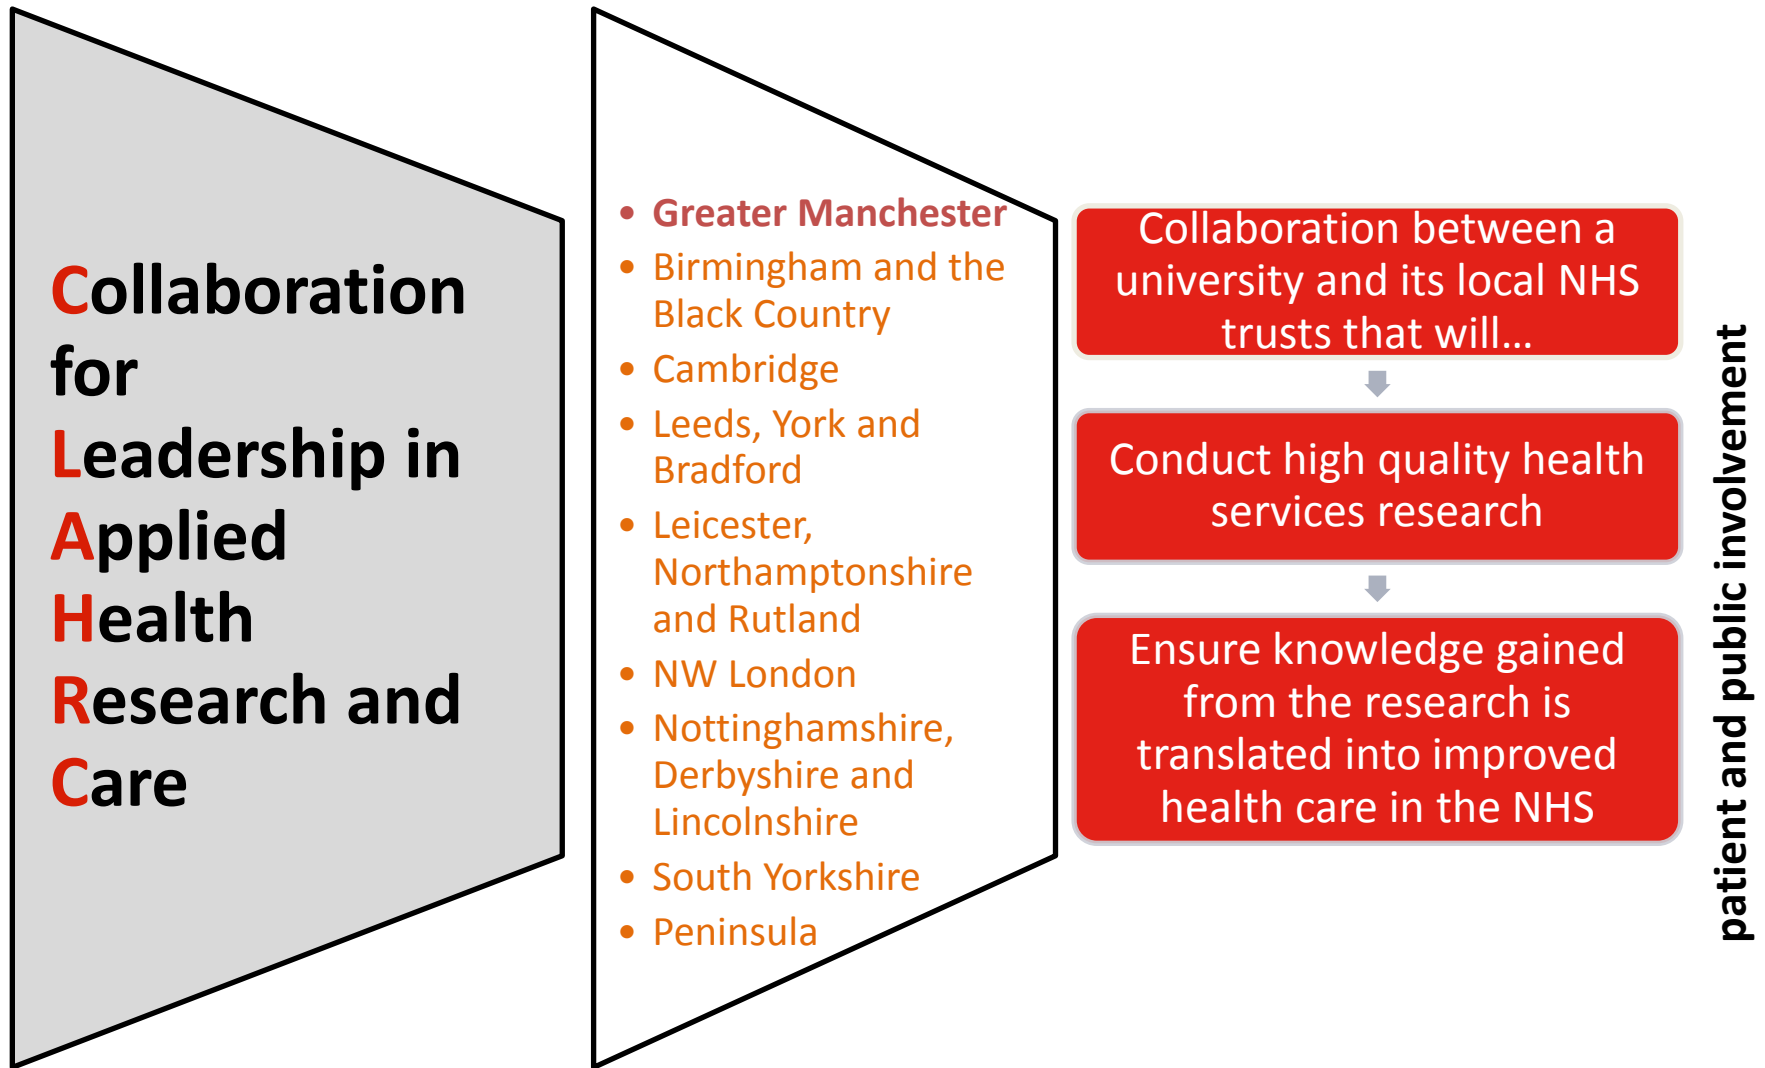 Collaboration
for
Leadership in
Applied
Health
Research and
Care
• Greater Manchester
• Birmingham and the
Black Country
• Cambridge
• Leeds, York and
Bradford
• Leicester,
Northamptonshire
and Rutland
• NW London
• Nottinghamshire,
Derbyshire and
Lincolnshire
• South Yorkshire
• Peninsula
Collaboration between a
university and its local NHS
trusts that will...
Conduct high quality health
services research
Ensure knowledge gained
from the research is
translated into improved
health care in the NHS
patient and public involvement